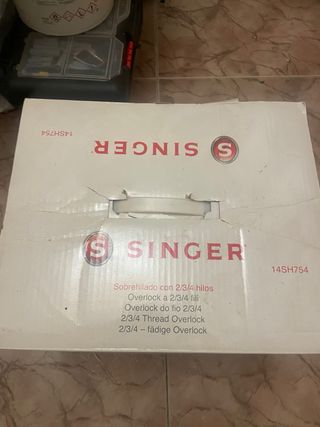 14SH754
SINGER
S
S
SINGER
14SH754
Sobrehilado con 2/3/4 hilos
Overlock a 2/3/4 fili
Overlock do fio 2/3/4
2/3/4 Thread Overlock
2/3/4 – fädige Overlock